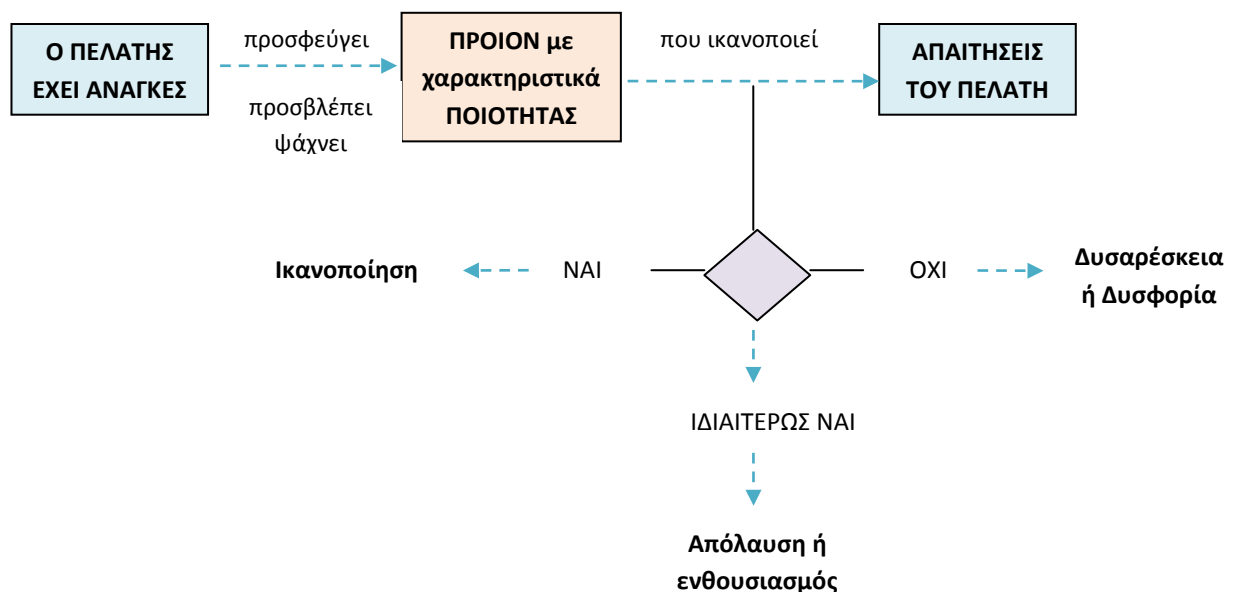 Ο ΠΕΛΑΤΗΣ
ΕΧΕΙ ΑΝΑΓΚΕΣ
προσφεύγει
προσβλέπει
ψάχνει
ΠΡΟΙΟΝ με
χαρακτηριστικά
ΠΟΙΟΤΗΤΑΣ
που ικανοποιεί
ΑΠΑΙΤΗΣΕΙΣ
ΤΟΥ ΠΕΛΑΤΗ
Ικανοποίηση
ΝΑΙ
ΟΧΙ
Δυσαρέσκεια
ή Δυσφορία
ΙΔΙΑΙΤΕΡΩΣ ΝΑΙ
Απόλαυση ή
ενθουσιασμός